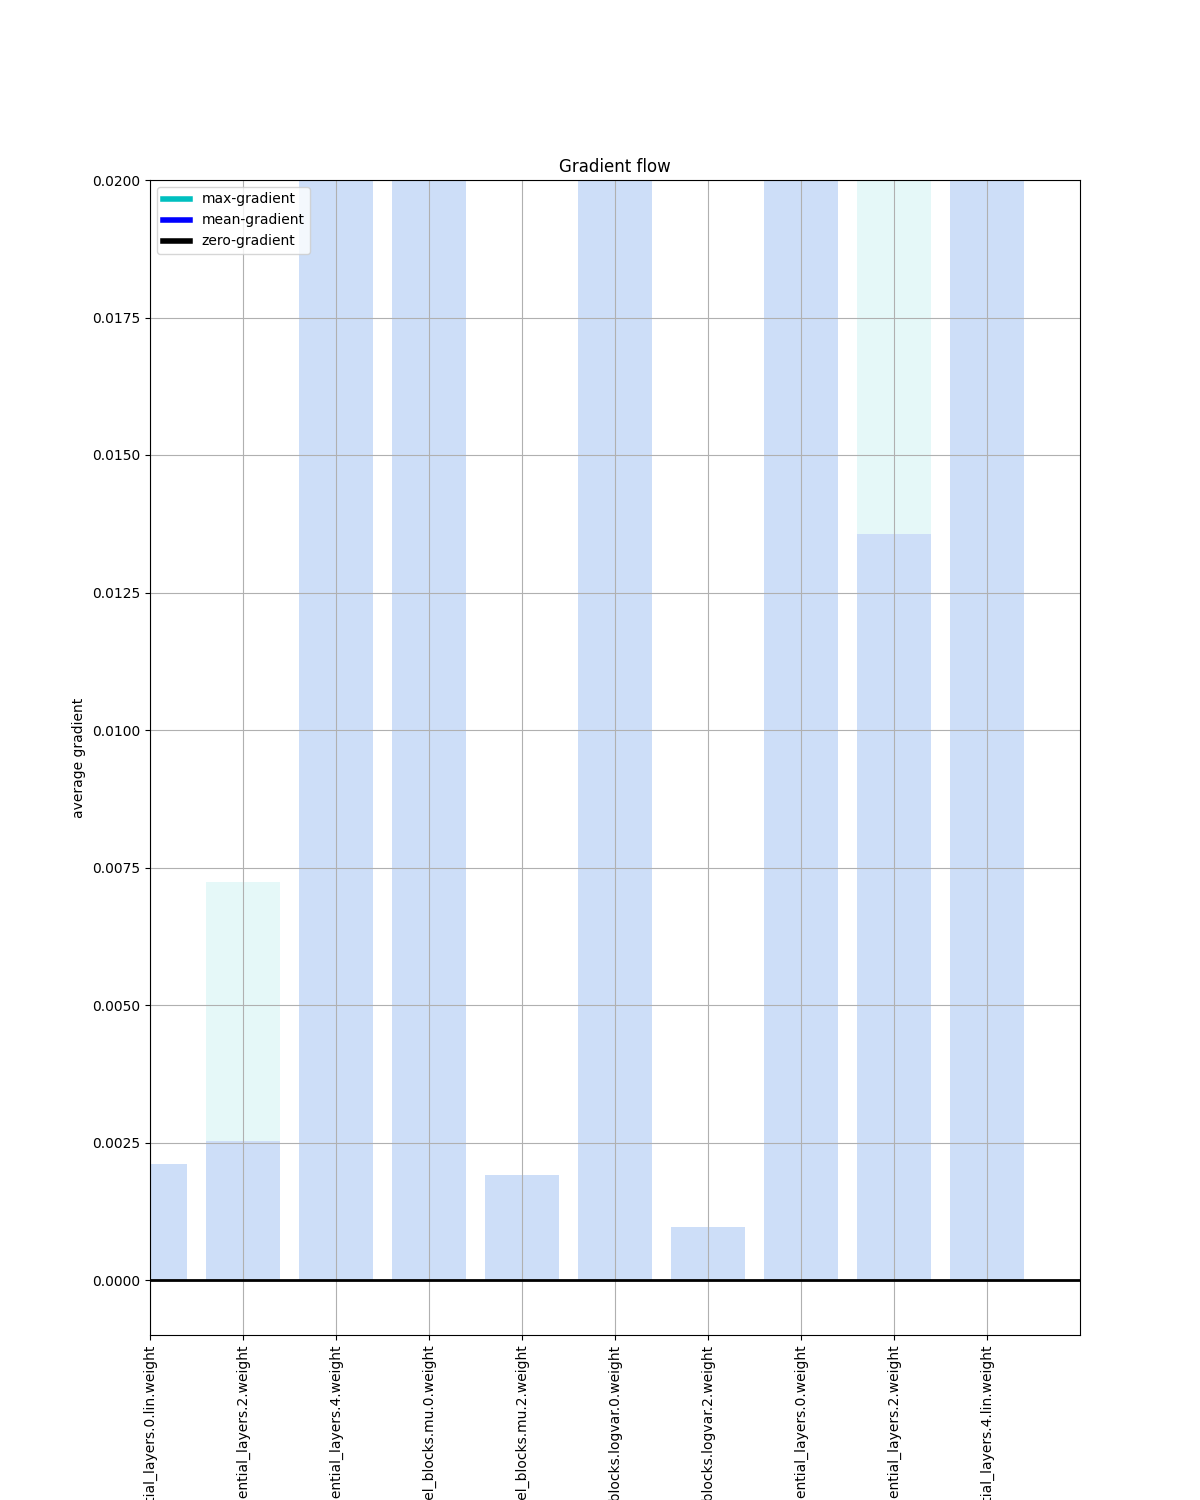 Gradient flow
max-gradient
mean-gradient
zero-gradient
0.0200
0.0175
0.0150
0.0125
0.0100
0.0075
0.0050
0.0025
0.0000
average gradient
tial_layers.0.lin.weight
ential_layers.2.weight
ential_layers.4.weight
el_blocks.mu.0.weight
el_blocks.mu.2.weight
blocks.logvar.0.weight
blocks.logvar.2.weight
ential_layers.0.weight
ential_layers.2.weight
tial_layers.4.lin.weight